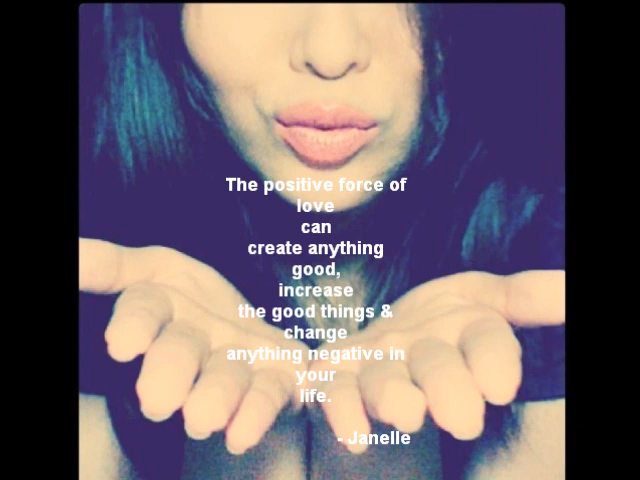 The positive force of
love
can
create anything
good,
increase
the good things &
change
anything negative in
your
life.
- Janelle